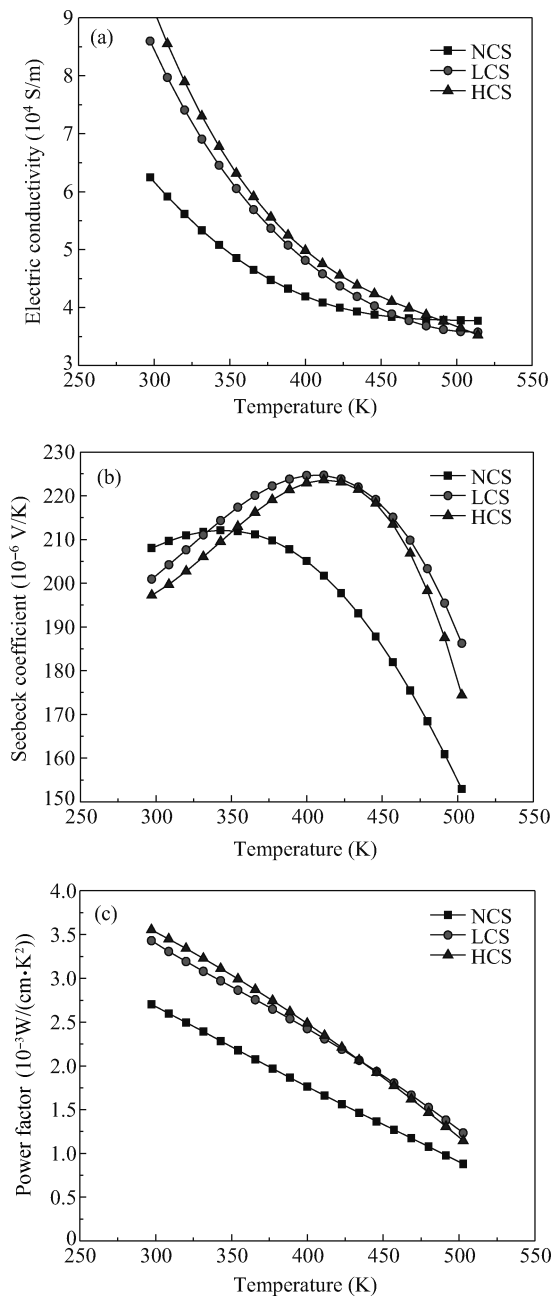 (a)
NCS
LCS
HCS
9
8
7
6
5
4
3
Electric conductivity (10⁴ S/m)
250 300 350 400 450 500 550
Temperature (K)
(b)
NCS
LCS
HCS
230
220
210
200
190
180
170
160
150
Seebeck coefficient (10⁻⁶ V/K)
250 300 350 400 450 500 550
Temperature (K)
(c)
NCS
LCS
HCS
4.0
3.5
3.0
2.5
2.0
1.5
1.0
0.5
0
Power factor (10⁻³W/(cm•K²))
250 300 350 400 450 500 550
Temperature (K)